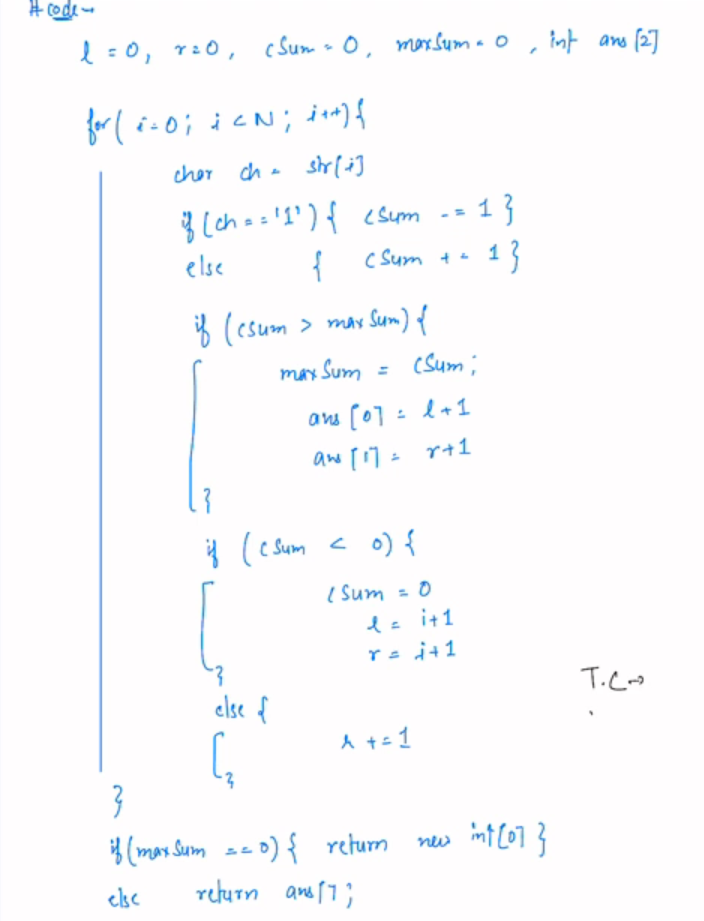 # code →
l = 0, r = 0, cSum = 0, maxSum = 0, int ans [2]
for( i=0; i < N; i++){
char ch = str[i]
if (ch == '1') { cSum -= 1 }
else { cSum += 1 }
if (csum > maxSum) {
maxSum = cSum;
ans [0] = l+1
ans [1] = r+1
}
if (cSum < 0) {
cSum = 0
l = i+1
r = i+1
}
else {
r += 1
}
}
T.C →
if(maxSum == 0) { return new int[0] }
else return ans[];